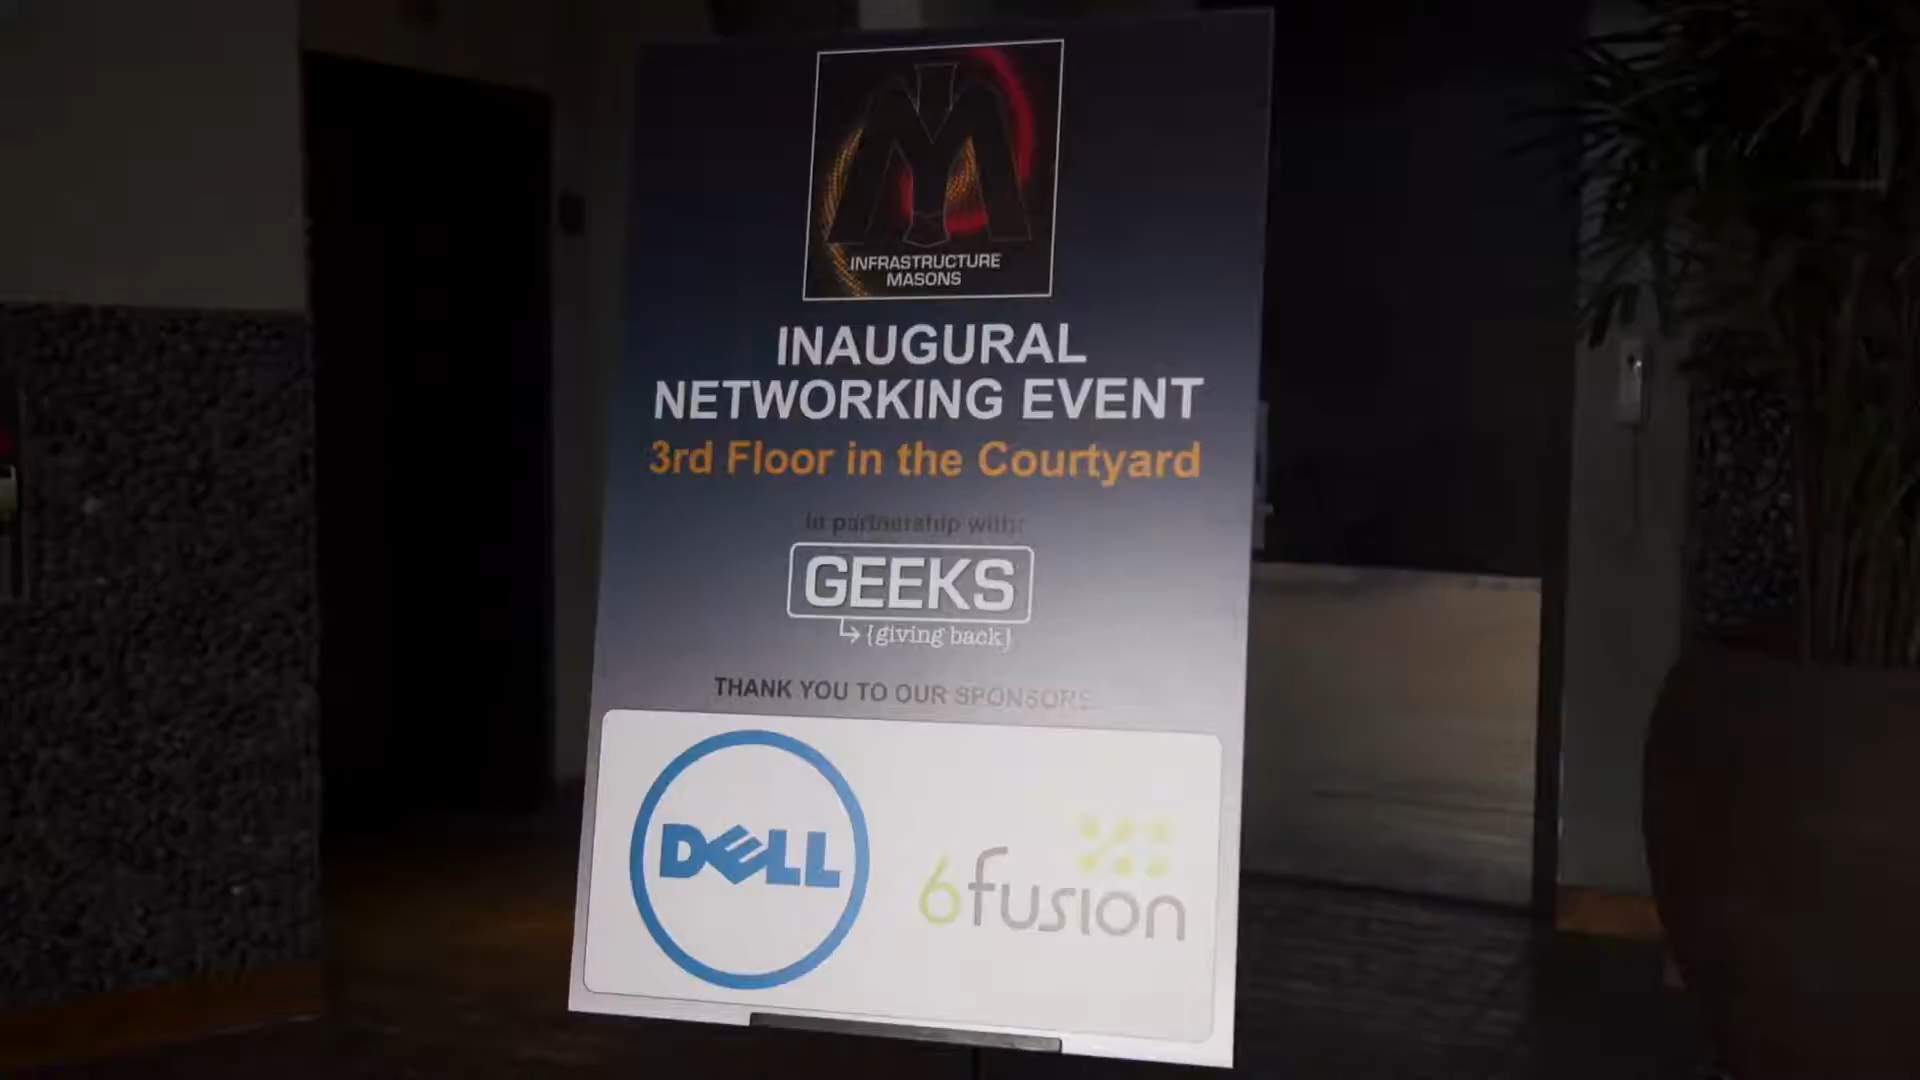 INFRASTRUCTURE
MASONS
INAUGURAL
NETWORKING EVENT
3rd Floor in the Courtyard
In partnership with:
GEEKS
{giving back}
THANK YOU TO OUR SPONSORS
DELL
6fusion